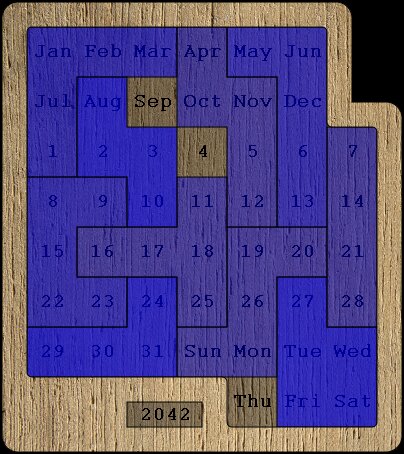 Jan Feb Mar Apr May Jun
Jul Aug Sep Oct Nov Dec
1 2 3 4 5 6 7
8 9 10 11 12 13 14
15 16 17 18 19 20 21
22 23 24 25 26 27 28
29 30 31 Sun Mon Tue Wed
2042 Thu Fri Sat